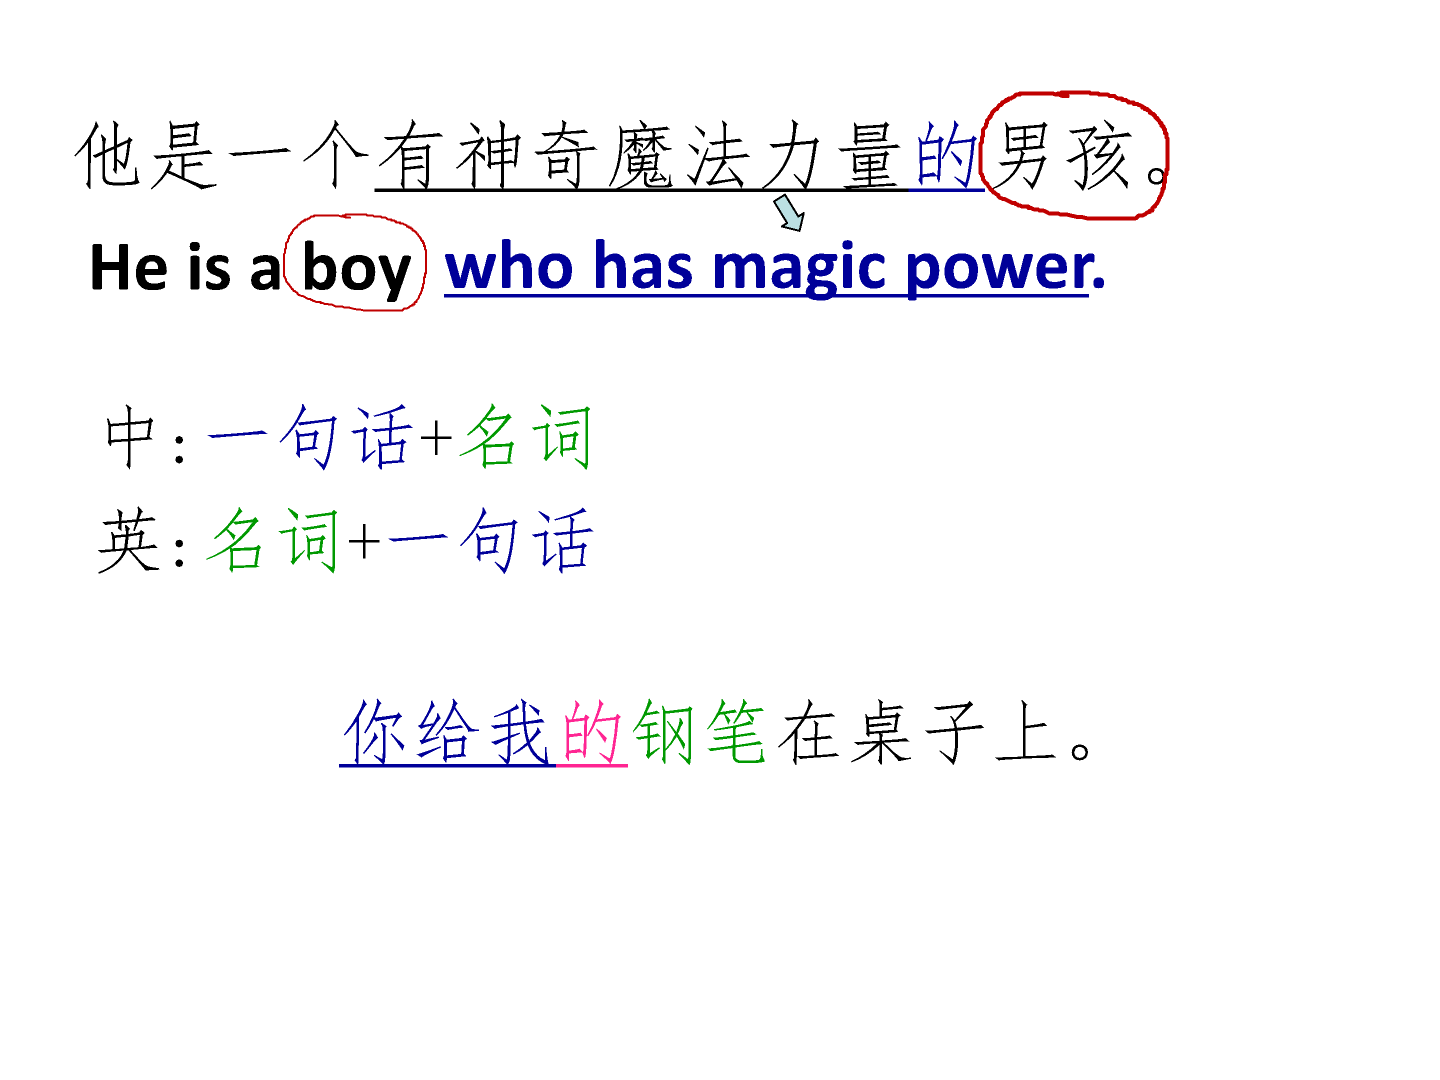 他是一个有神奇魔法力量的男孩。
He is a boy who has magic power.
中:一句话+名词
英:名词+一句话
你给我的钢笔在桌子上。